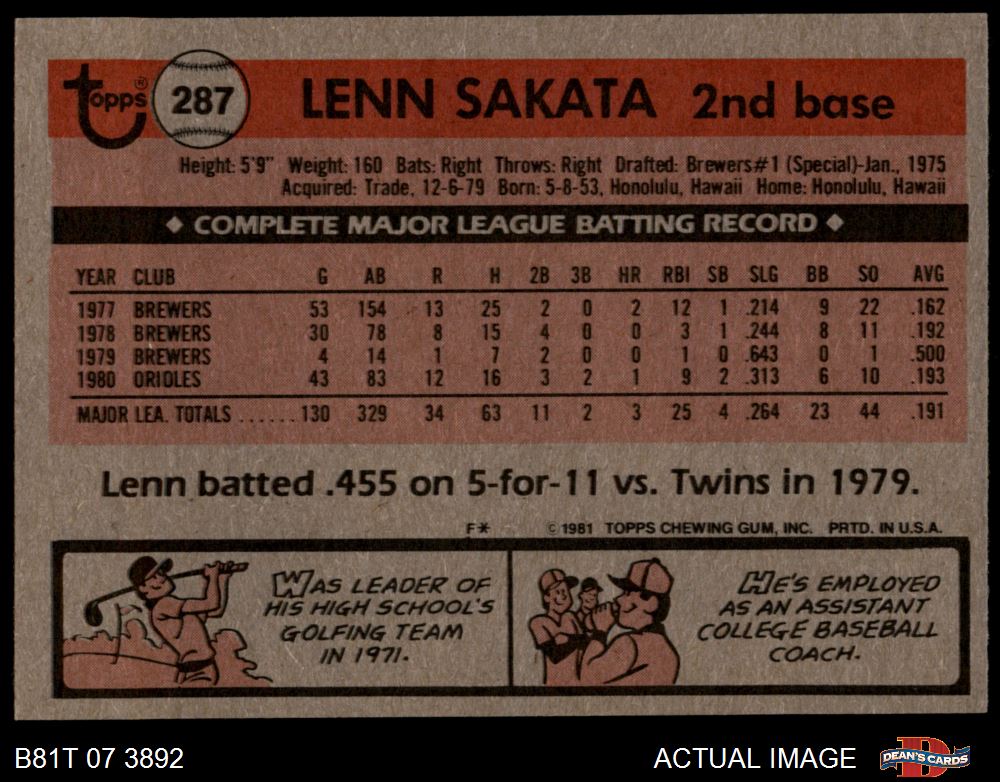 topps® 287 LENN SAKATA 2nd base
Height: 5'9" Weight: 160 Bats: Right Throws: Right Drafted: Brewers#1 (Special)-Jan., 1975
Acquired: Trade, 12-6-79 Born: 5-8-53, Honolulu, Hawaii Home: Honolulu, Hawaii
◆ COMPLETE MAJOR LEAGUE BATTING RECORD ◆
YEAR CLUB G AB R H 2B 3B HR RBI SB SLG BB SO AVG
1977 BREWERS 53 154 13 25 2 0 2 12 1 .214 9 22 .162
1978 BREWERS 30 78 8 15 4 0 0 3 1 .244 8 11 .192
1979 BREWERS 4 14 1 7 2 0 0 1 0 .643 0 1 .500
1980 ORIOLES 43 83 12 16 3 2 1 9 2 .313 6 10 .193
MAJOR LEA. TOTALS ...... 130 329 34 63 11 2 3 25 4 .264 23 44 .191
Lenn batted .455 on 5-for-11 vs. Twins in 1979.
F* © 1981 TOPPS CHEWING GUM, INC. PRTD. IN U.S.A.
WAS LEADER OF
HIS HIGH SCHOOL'S
GOLFING TEAM
IN 1971.
HE'S EMPLOYED
AS AN ASSISTANT
COLLEGE BASEBALL
COACH.
B81T 07 3892 ACTUAL IMAGE DEAN'S CARDS